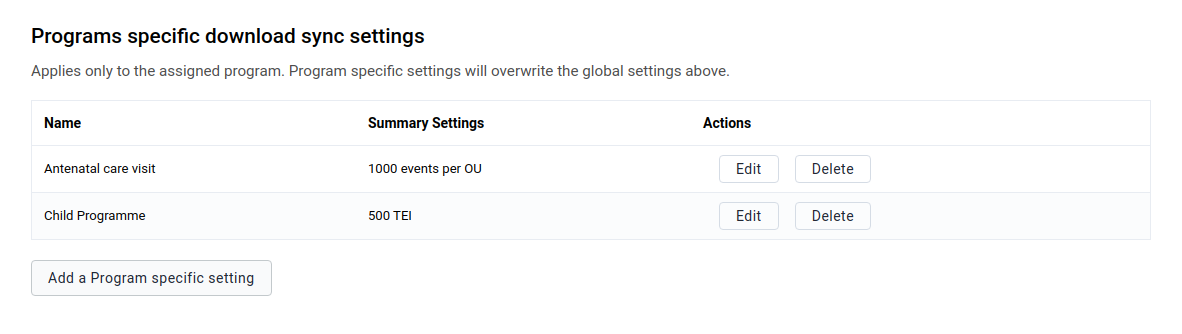 Programs specific download sync settings
Applies only to the assigned program. Program specific settings will overwrite the global settings above.
Name Summary Settings Actions
Antenatal care visit 1000 events per OU Edit Delete
Child Programme 500 TEI Edit Delete
Add a Program specific setting